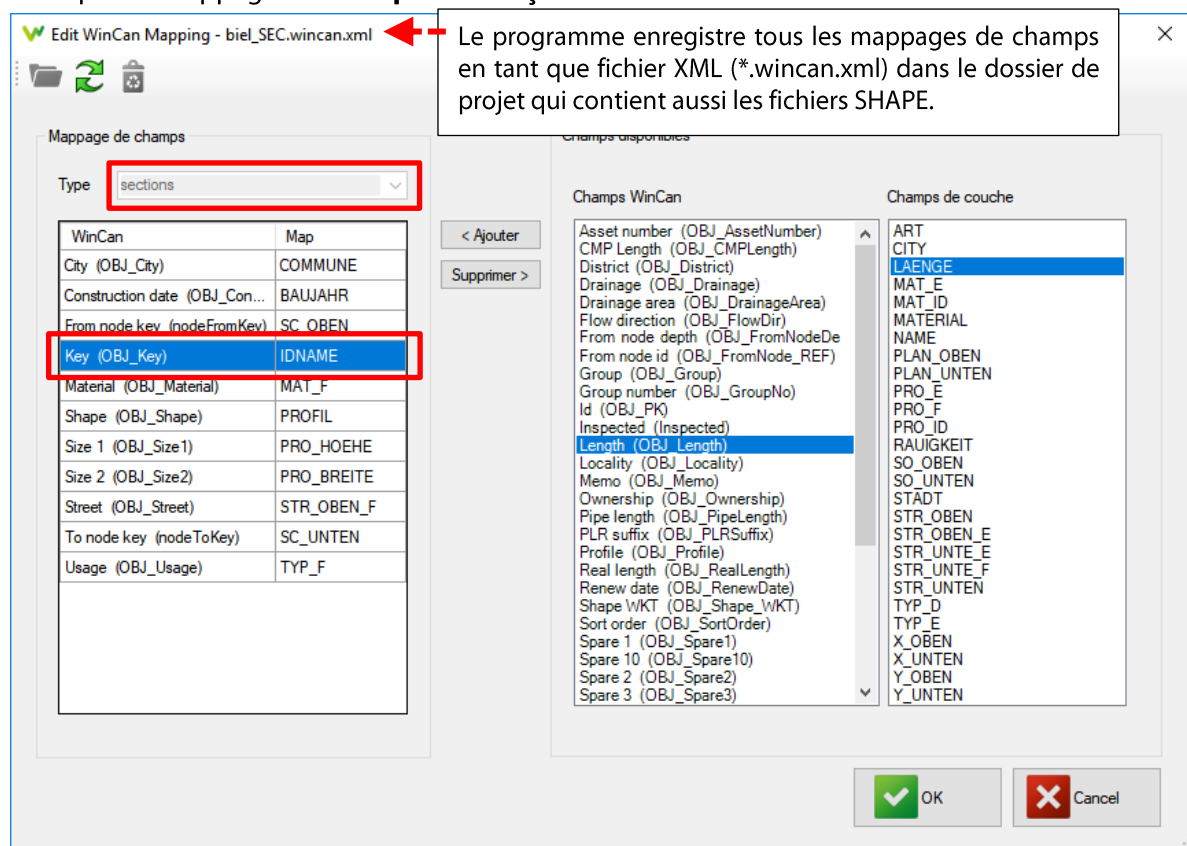 Edit WinCan Mapping - biel_SEC.wincan.xml
Le programme enregistre tous les mappages de champs
en tant que fichier XML (*.wincan.xml) dans le dossier de
projet qui contient aussi les fichiers SHAPE.
Mappage de champs
Type
sections
WinCan Map
City (OBJ_City) COMMUNE
Construction date (OBJ_Con... BAUJAHR
From node key (nodeFromKey) SC_OBEN
Key (OBJ_Key) IDNAME
Material (OBJ_Material) MAT_F
Shape (OBJ_Shape) PROFIL
Size 1 (OBJ_Size1) PRO_HOEHE
Size 2 (OBJ_Size2) PRO_BREITE
Street (OBJ_Street) STR_OBEN_F
To node key (nodeToKey) SC_UNTEN
Usage (OBJ_Usage) TYP_F
< Ajouter
Supprimer >
Champs disponibles
Champs WinCan
Asset number (OBJ_AssetNumber)
CMP Length (OBJ_CMPLength)
District (OBJ_District)
Drainage (OBJ_Drainage)
Drainage area (OBJ_DrainageArea)
Flow direction (OBJ_FlowDir)
From node depth (OBJ_FromNodeDe
From node id (OBJ_FromNode_REF)
Group (OBJ_Group)
Group number (OBJ_GroupNo)
Id (OBJ_PK)
Inspected (Inspected)
Length (OBJ_Length)
Locality (OBJ_Locality)
Memo (OBJ_Memo)
Ownership (OBJ_Ownership)
Pipe length (OBJ_PipeLength)
PLR suffix (OBJ_PLRSuffix)
Profile (OBJ_Profile)
Real length (OBJ_RealLength)
Renew date (OBJ_RenewDate)
Shape WKT (OBJ_Shape_WKT)
Sort order (OBJ_SortOrder)
Spare 1 (OBJ_Spare1)
Spare 10 (OBJ_Spare10)
Spare 2 (OBJ_Spare2)
Spare 3 (OBJ_Spare3)
Champs de couche
ART
CITY
LAENGE
MAT_E
MAT_ID
MATERIAL
NAME
PLAN_OBEN
PLAN_UNTEN
PRO_E
PRO_F
PRO_ID
RAUIGKEIT
SO_OBEN
SO_UNTEN
STADT
STR_OBEN
STR_OBEN_E
STR_UNTE_E
STR_UNTE_F
STR_UNTEN
TYP_D
TYP_E
X_OBEN
X_UNTEN
Y_OBEN
Y_UNTEN
OK
Cancel